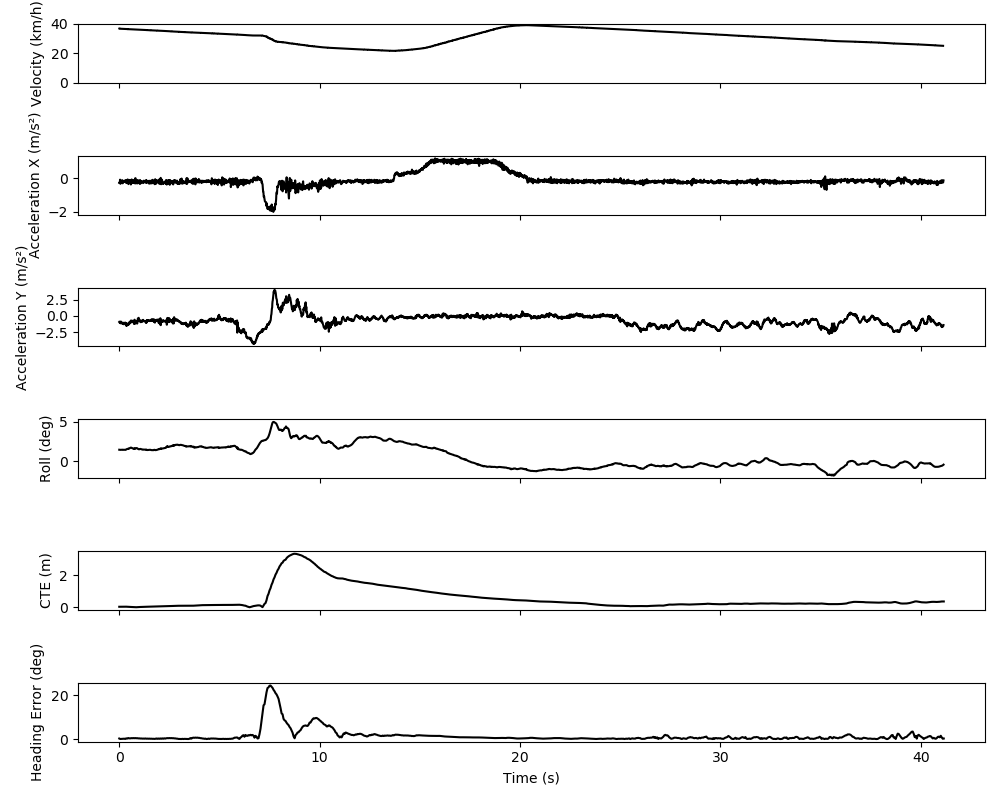 Velocity (km/h)
40
20
0
Acceleration X (m/s²)
0
−2
Acceleration Y (m/s²)
2.5
0.0
−2.5
Roll (deg)
5
0
CTE (m)
2
0
Heading Error (deg)
20
0
0 10 20 30 40
Time (s)